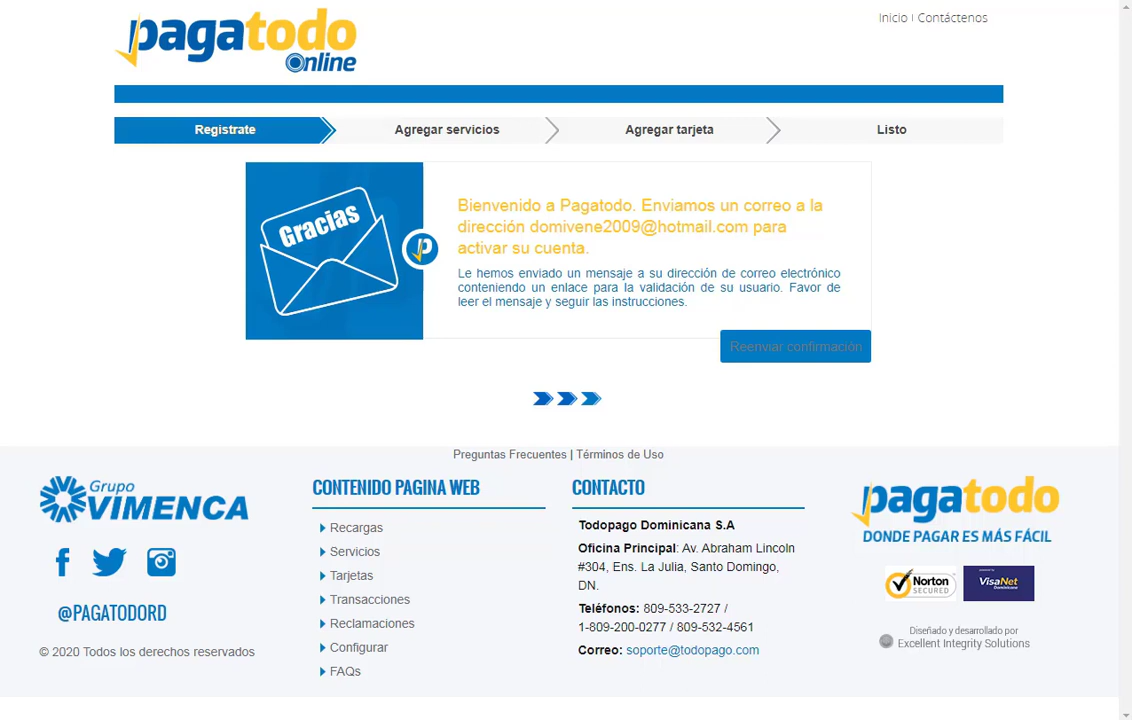 pagatodo
Online
Inicio | Contáctenos
Registrate
Agregar servicios
Agregar tarjeta
Listo
Gracias
Bienvenido a Pagatodo. Enviamos un correo a la
dirección domivene2009@hotmail.com para
activar su cuenta.
Le hemos enviado un mensaje a su dirección de correo electrónico
conteniendo un enlace para la validación de su usuario. Favor de
leer el mensaje y seguir las instrucciones.
Reenviar confirmación
Preguntas Frecuentes | Términos de Uso
Grupo
VIMENCA
@PAGATODORD
© 2020 Todos los derechos reservados
CONTENIDO PAGINA WEB
Recargas
Servicios
Tarjetas
Transacciones
Reclamaciones
Configurar
FAQs
CONTACTO
Todopago Dominicana S.A
Oficina Principal: Av. Abraham Lincoln
#304, Ens. La Julia, Santo Domingo,
DN.
Teléfonos: 809-533-2727 /
1-809-200-0277 / 809-532-4561
Correo: soporte@todopago.com
pagatodo
DONDE PAGAR ES MÁS FÁCIL
Norton
SECURED
VisaNet
Dominicana
Diseñado y desarrollado por
Excellent Integrity Solutions